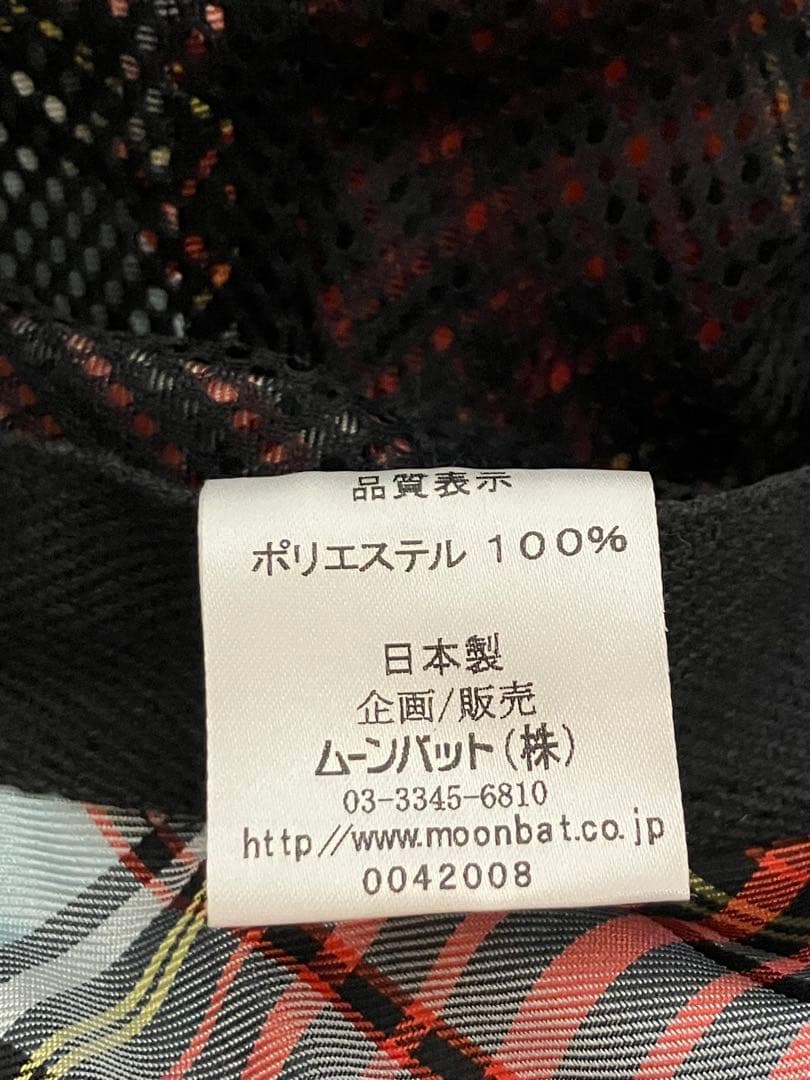 品質表示
ポリエステル 100%
日本製
企画/販売
ムーンバット(株)
03-3345-6810
http//www.moonbat.co.jp
0042008